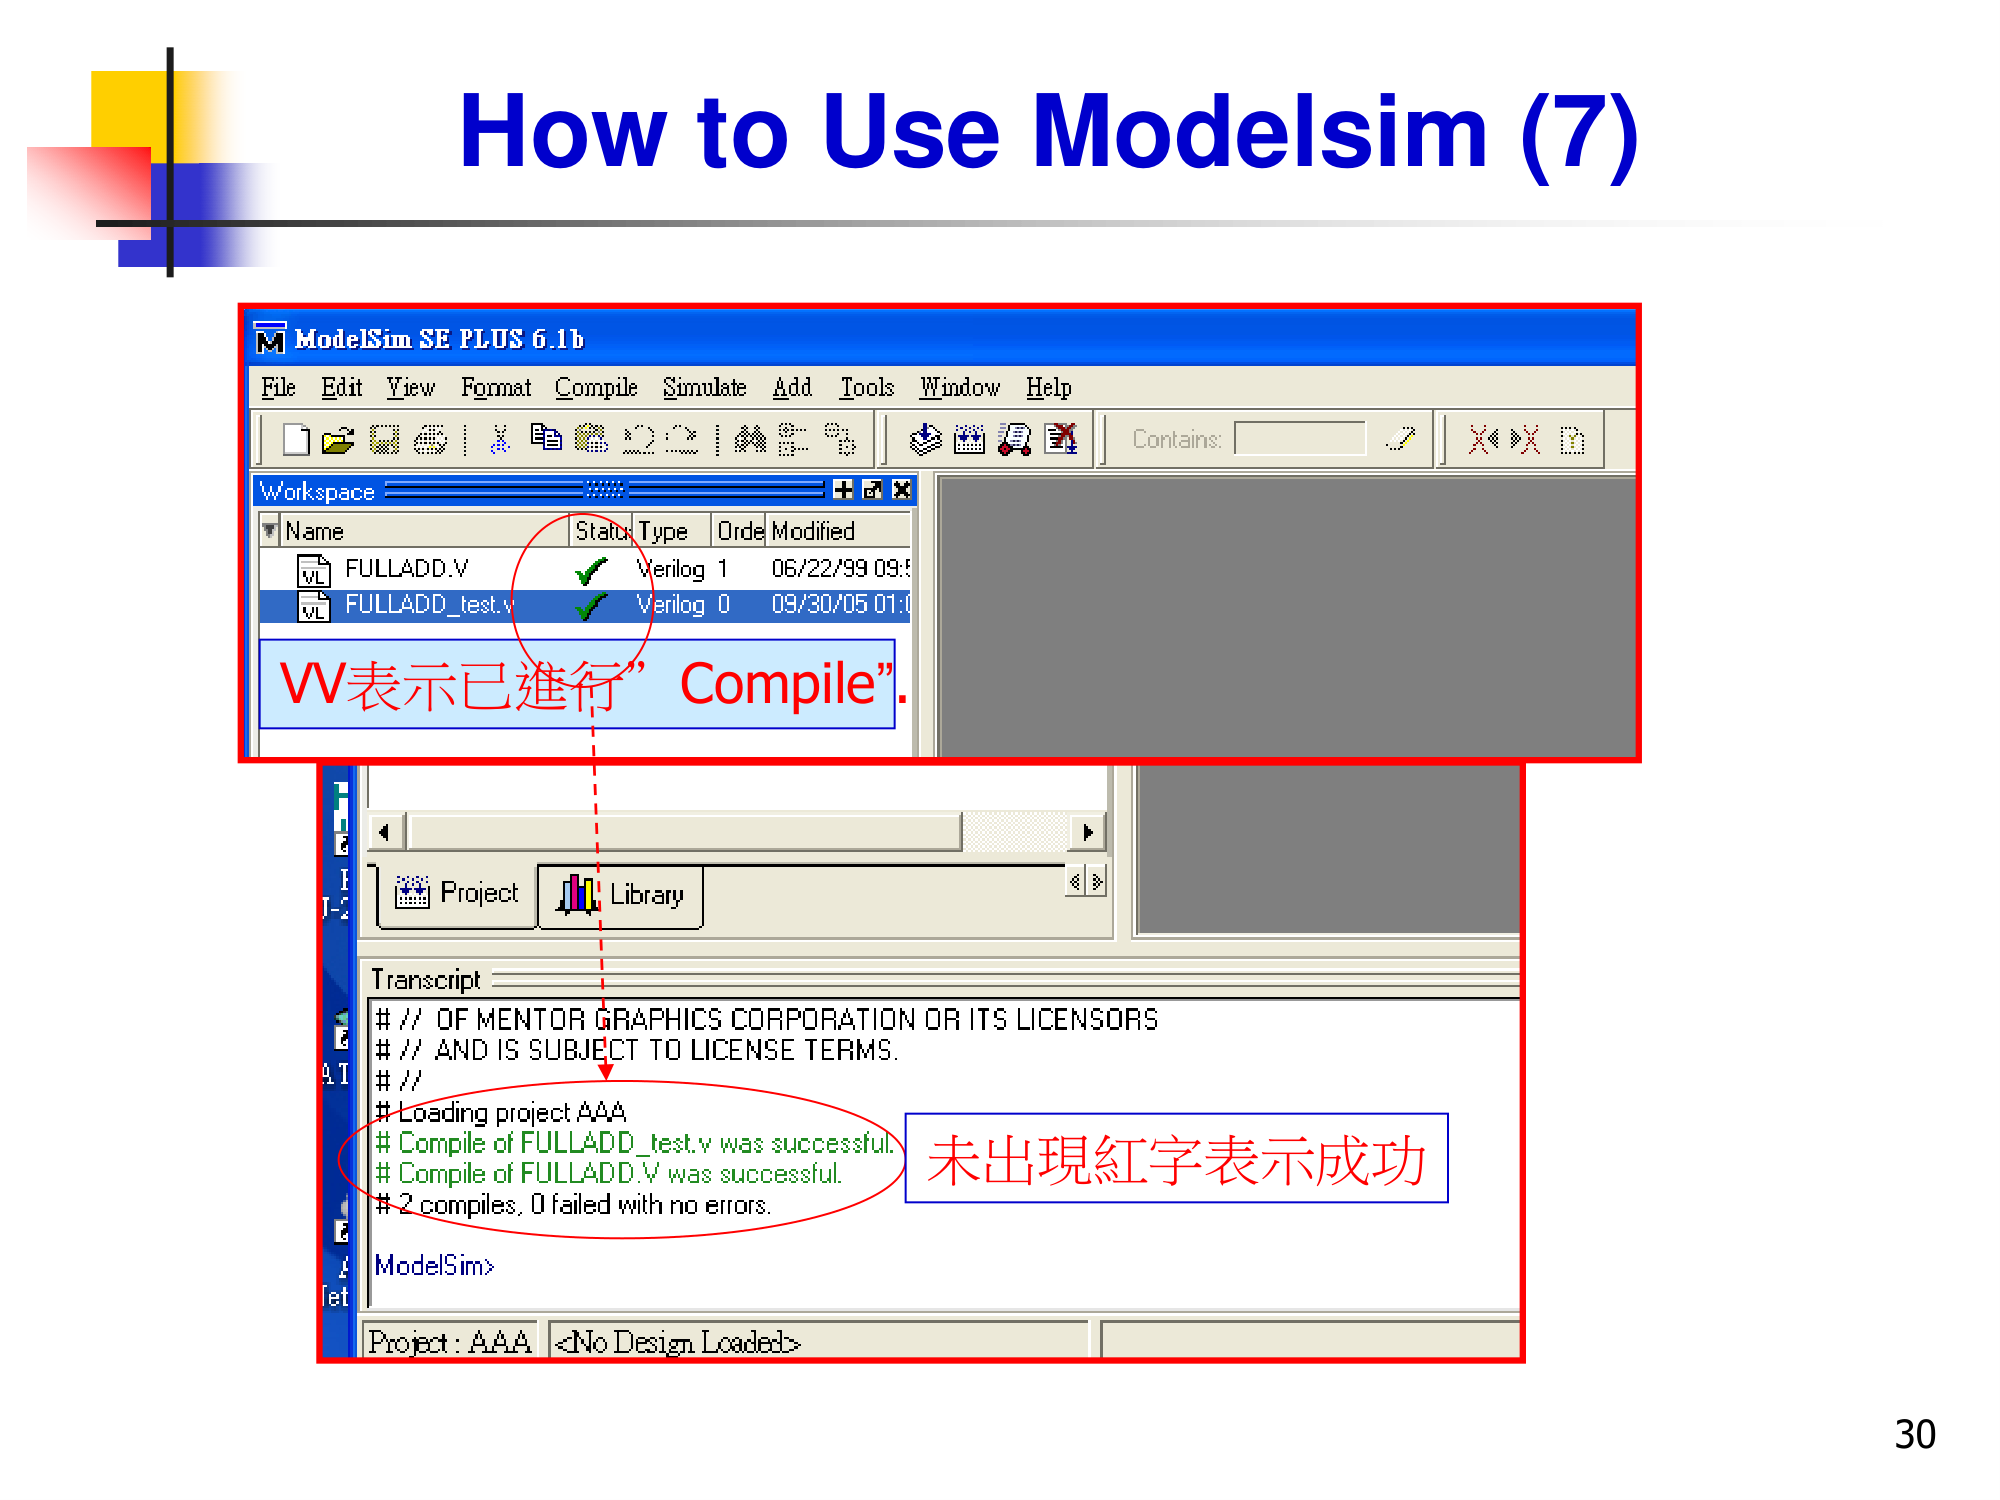 How to Use Modelsim (7)
ModelSim SE PLUS 6.1b
File Edit View Format Compile Simulate Add Tools Window Help
Contains:
Workspace
Name Statu Type Orde Modified
FULLADD.V Verilog 1 06/22/99 09:5
FULLADD_test.v Verilog 0 09/30/05 01:0
VV表示已進行”Compile”.
Project Library
Transcript
# // OF MENTOR GRAPHICS CORPORATION OR ITS LICENSORS
# // AND IS SUBJECT TO LICENSE TERMS.
# //
# Loading project AAA
# Compile of FULLADD_test.v was successful.
# Compile of FULLADD.V was successful.
# 2 compiles, 0 failed with no errors.
未出現紅字表示成功
ModelSim>
Project : AAA <No Design Loaded>
30